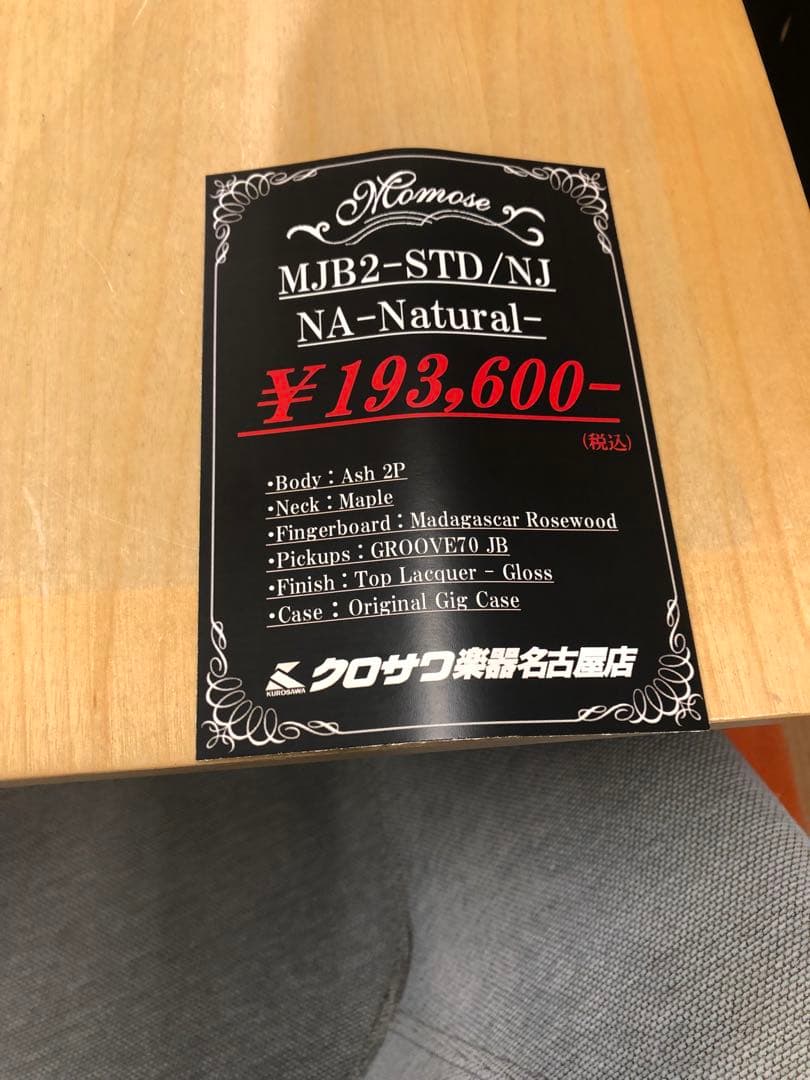 Momose
MJB2-STD/NJ
NA-Natural-
¥193,600-
(税込)
・Body：Ash 2P
・Neck：Maple
・Fingerboard：Madagascar Rosewood
・Pickups：GROOVE70 JB
・Finish：Top Lacquer - Gloss
・Case：Original Gig Case
KUROSAWA クロサワ楽器名古屋店